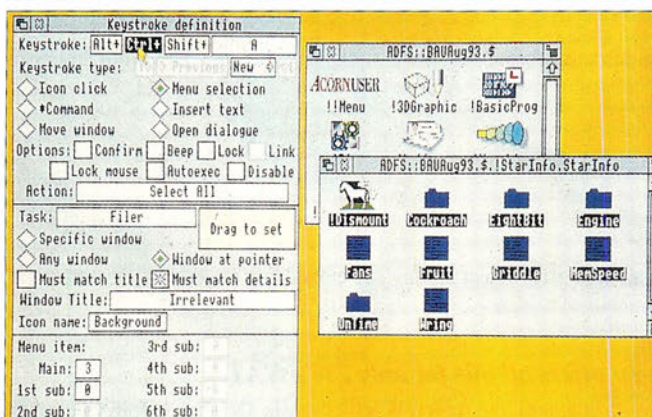 Keystroke definition
Keystroke: Alt+ Ctrl+ Shift+ A
Keystroke type: Previous New
Icon click Menu selection
*Command Insert text
Move window Open dialogue
Options: Confirm Beep Lock Link
Lock mouse Autoexec Disable
Action: Select All
Task: Filer Drag to set
Specific window
Any window Window at pointer
Must match title Must match details
Window Title: Irrelevant
Icon name: Background
Menu item: 3rd sub:
Main: 3 4th sub:
1st sub: 0 5th sub:
2nd sub: 6th sub:
ADFS::BAUAug93.$
ACORNUSER
!!Menu !3DGraphic !BasicProg
ADFS::BAUAug93.$.!StarInfo.StarInfo
!Dismount Cockroach EightBit Engine
Fans Fruit Griddle MemSpeed
OnTime Wring